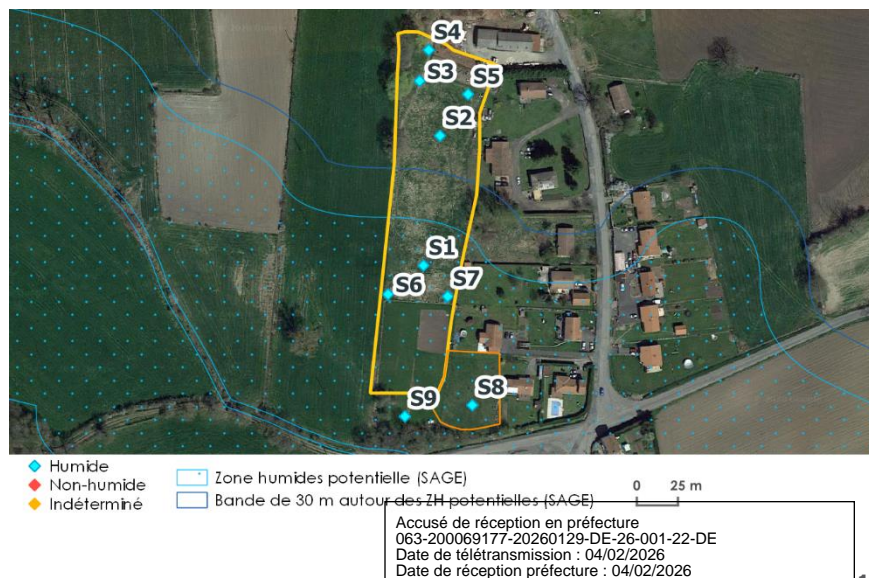 S4
S3
S5
S2
S1
S6
S7
S8
S9
Humide
Non-humide
Indéterminé
Zone humides potentielle (SAGE)
Bande de 30 m autour des ZH potentielles (SAGE)
0 25 m
Accusé de réception en préfecture
063-200069177-20260129-DE-26-001-22-DE
Date de télétransmission : 04/02/2026
Date de réception préfecture : 04/02/2026